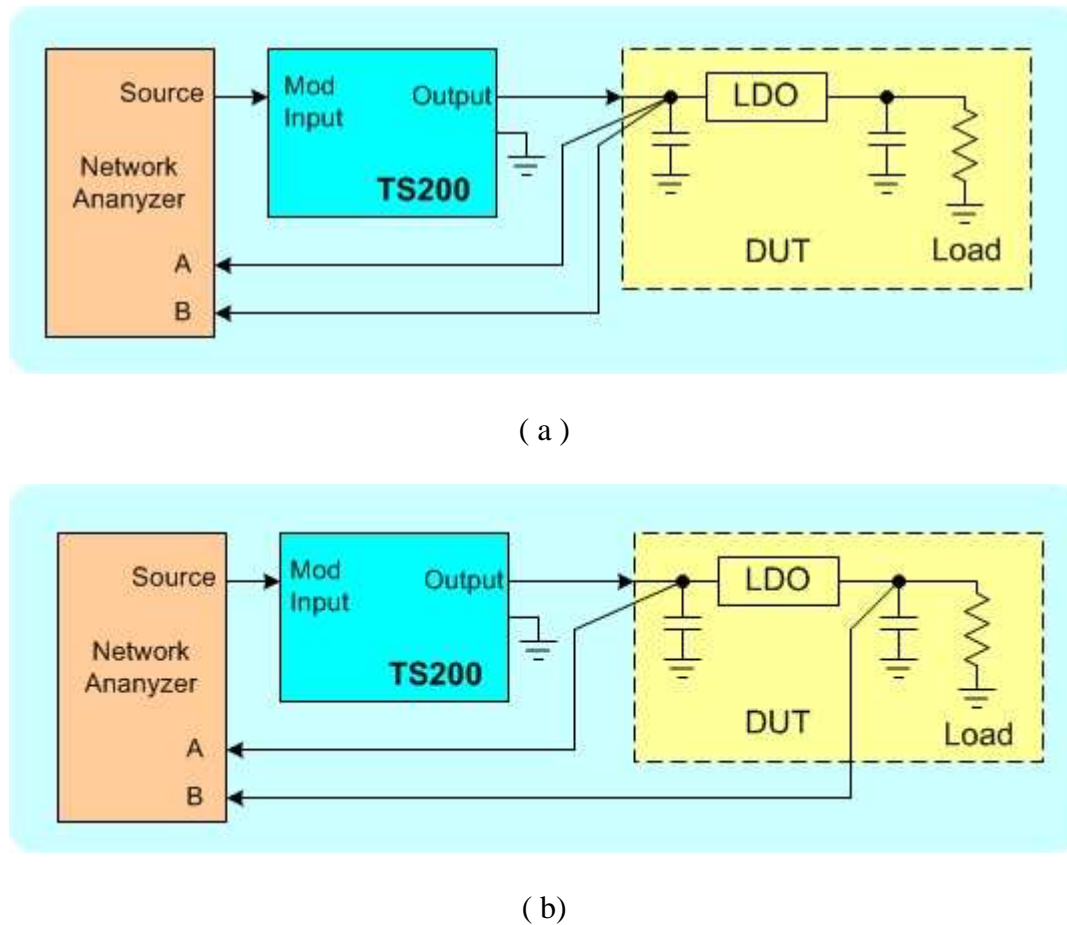 Source
Mod
Input
Output
LDO
Network
Ananyzer
TS200
A
B
DUT
Load
( a )
Source
Mod
Input
Output
LDO
Network
Ananyzer
TS200
A
B
DUT
Load
( b)